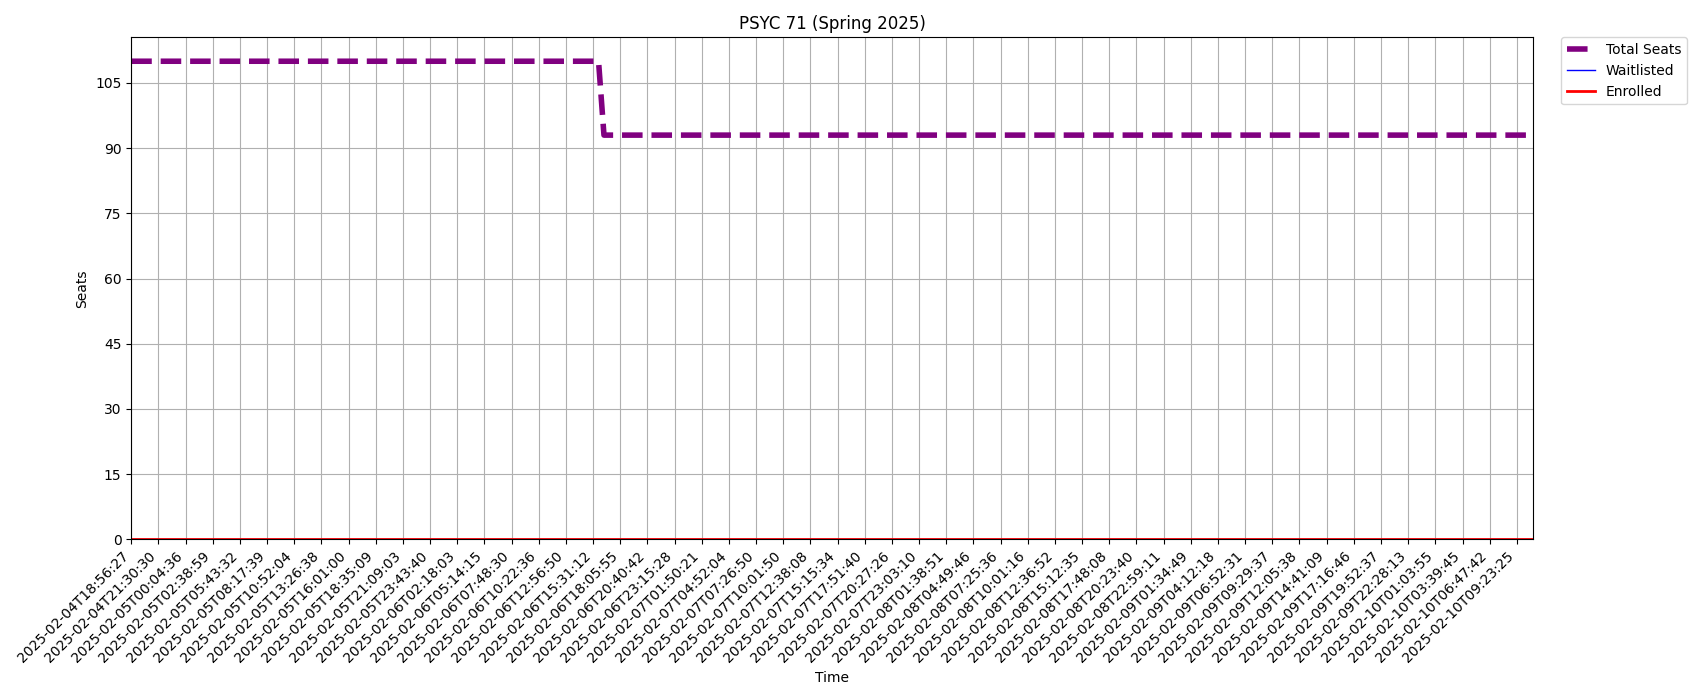 PSYC 71 (Spring 2025)
Total Seats
Waitlisted
Enrolled
Seats
105
90
75
60
45
30
15
0
2025-02-04T18:56:27
2025-02-04T21:30:30
2025-02-05T00:04:36
2025-02-05T02:38:59
2025-02-05T05:43:32
2025-02-05T08:17:39
2025-02-05T10:52:04
2025-02-05T13:26:38
2025-02-05T16:01:00
2025-02-05T18:35:09
2025-02-05T21:09:03
2025-02-05T23:43:40
2025-02-06T02:18:03
2025-02-06T05:14:15
2025-02-06T07:48:30
2025-02-06T10:22:36
2025-02-06T12:56:50
2025-02-06T15:31:12
2025-02-06T18:05:55
2025-02-06T20:40:42
2025-02-06T23:15:28
2025-02-07T01:50:21
2025-02-07T04:52:04
2025-02-07T07:26:50
2025-02-07T10:01:50
2025-02-07T12:38:08
2025-02-07T15:15:34
2025-02-07T17:51:40
2025-02-07T20:27:26
2025-02-07T23:03:10
2025-02-08T01:38:51
2025-02-08T04:49:46
2025-02-08T07:25:36
2025-02-08T10:01:16
2025-02-08T12:36:52
2025-02-08T15:12:35
2025-02-08T17:48:08
2025-02-08T20:23:40
2025-02-08T22:59:11
2025-02-09T01:34:49
2025-02-09T04:12:18
2025-02-09T06:52:31
2025-02-09T09:29:37
2025-02-09T12:05:38
2025-02-09T14:41:09
2025-02-09T17:16:46
2025-02-09T19:52:37
2025-02-09T22:28:13
2025-02-10T01:03:55
2025-02-10T03:39:45
2025-02-10T06:47:42
2025-02-10T09:23:25
Time